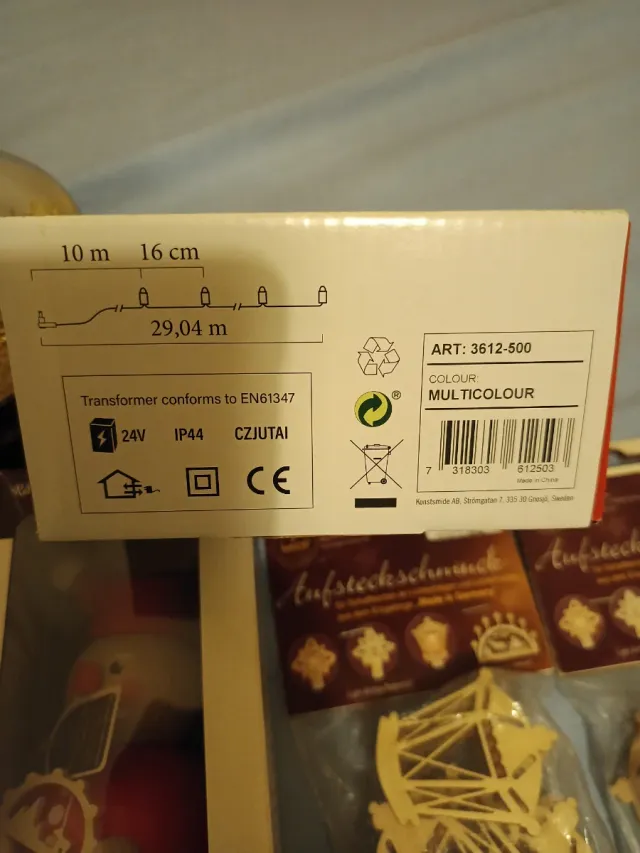 10 m 16 cm
29,04 m
Transformer conforms to EN61347
24V IP44 CZJUTAI
CE
®
ART: 3612-500
COLOUR:
MULTICOLOUR
7 318303 612503
Made in China
Konstsmide AB, Strömgatan 7, 335 30 Gnosjö, Sweden
Aufsteckschmuck
Aufsteck